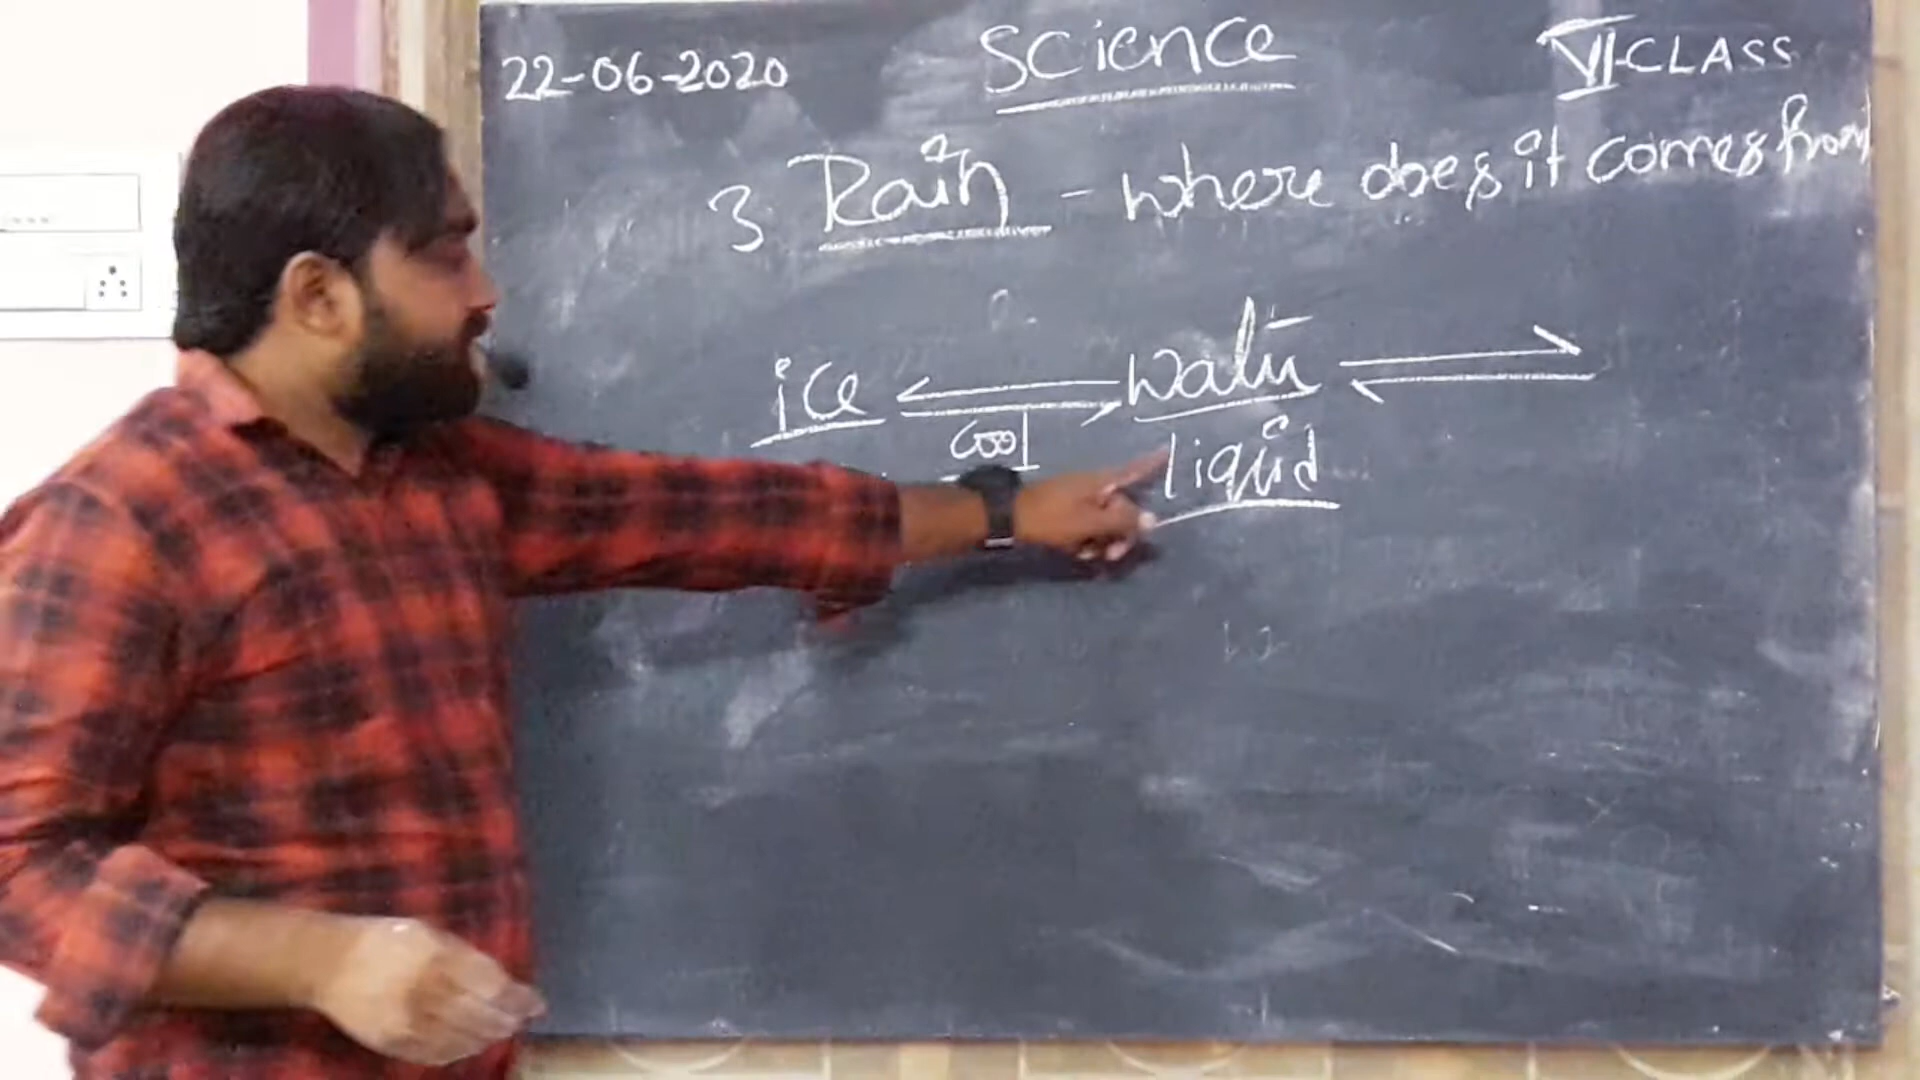 22-06-2020 Science VI-CLASS
3. Rain - where does it comes from
ice water
cool
liquid